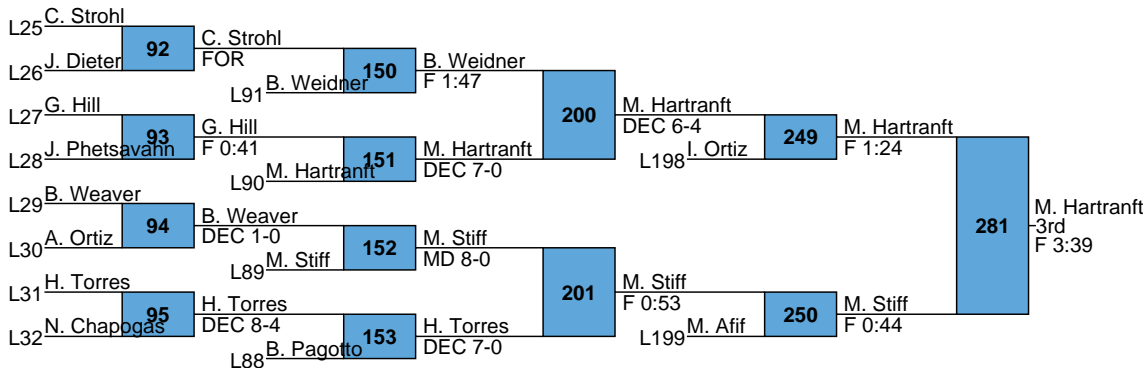 C. Strohl
L25
92
C. Strohl
FOR
J. Dieter
L26
150
B. Weidner
F 1:47
B. Weidner
L91
200
M. Hartranft
DEC 6-4
G. Hill
L27
93
G. Hill
F 0:41
J. Phetsavanh
L28
151
M. Hartranft
DEC 7-0
M. Hartranft
L90
249
M. Hartranft
F 1:24
I. Ortiz
L198
B. Weaver
L29
94
B. Weaver
DEC 1-0
A. Ortiz
L30
152
M. Stiff
MD 8-0
M. Stiff
L89
281
M. Hartranft
3rd
F 3:39
H. Torres
L31
95
H. Torres
DEC 8-4
N. Chapogas
L32
201
M. Stiff
F 0:53
153
H. Torres
DEC 7-0
B. Pagotto
L88
250
M. Stiff
F 0:44
M. Afif
L199